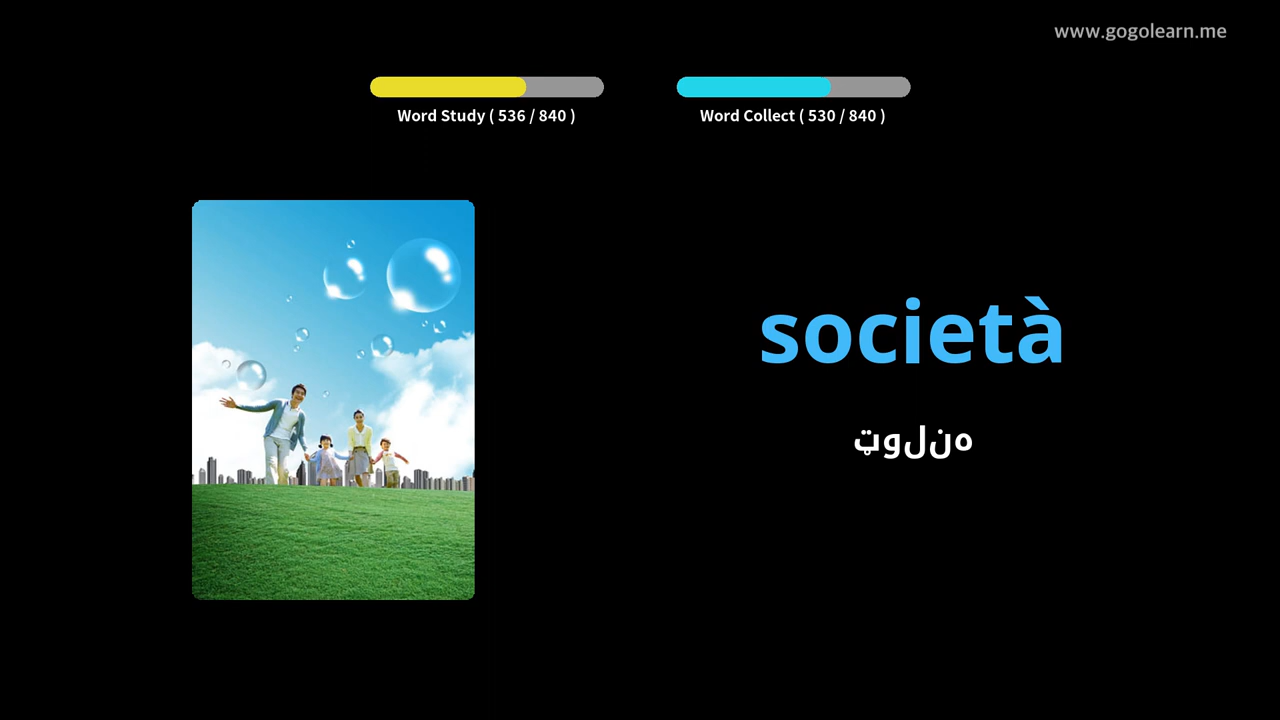 www.gogolearn.me
Word Study ( 536 / 840 )
Word Collect ( 530 / 840 )
società
ټولنه